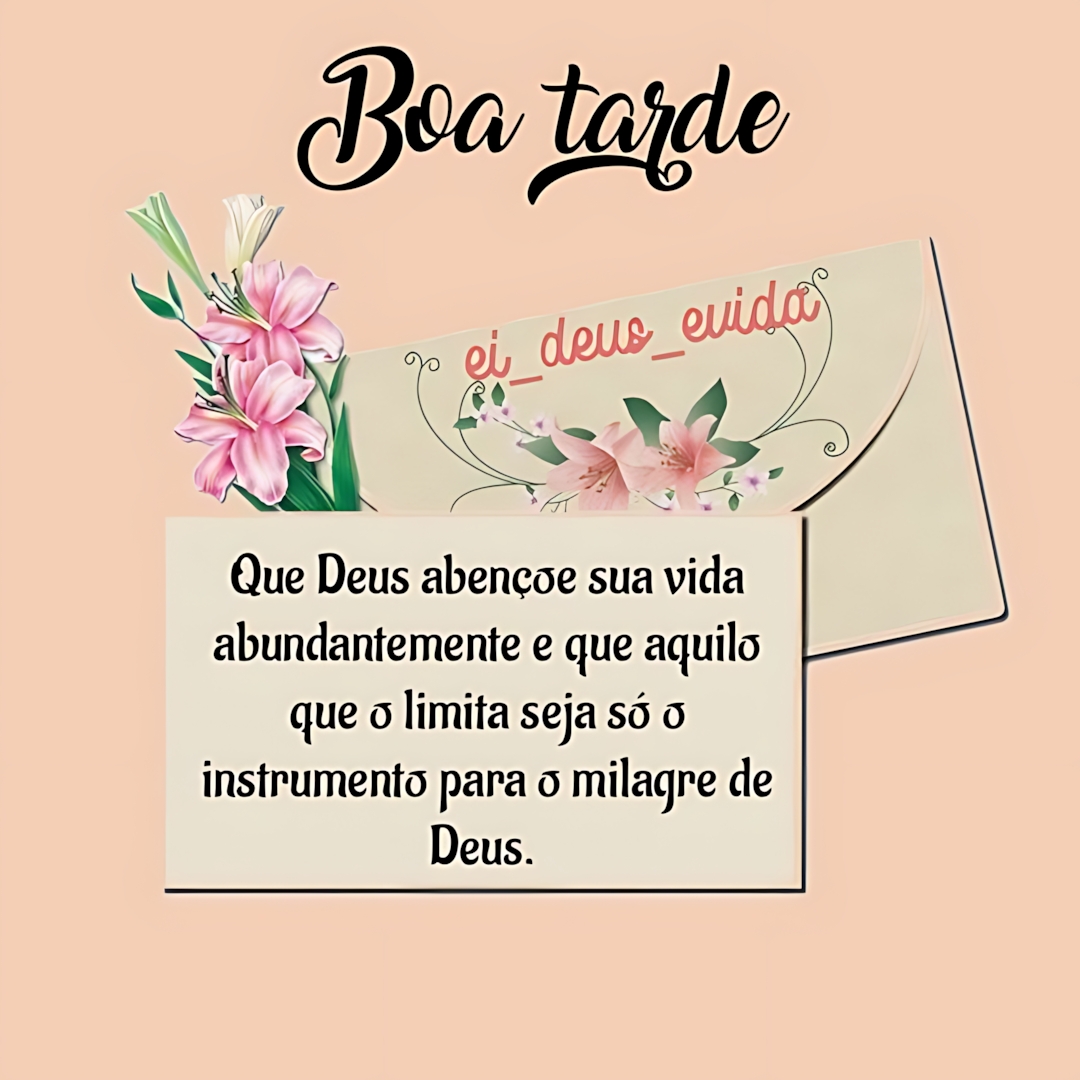 Boa tarde
ei_deus_evida
Que Deus abençoe sua vida
abundantemente e que aquilo
que o limita seja só o
instrumento para o milagre de
Deus.